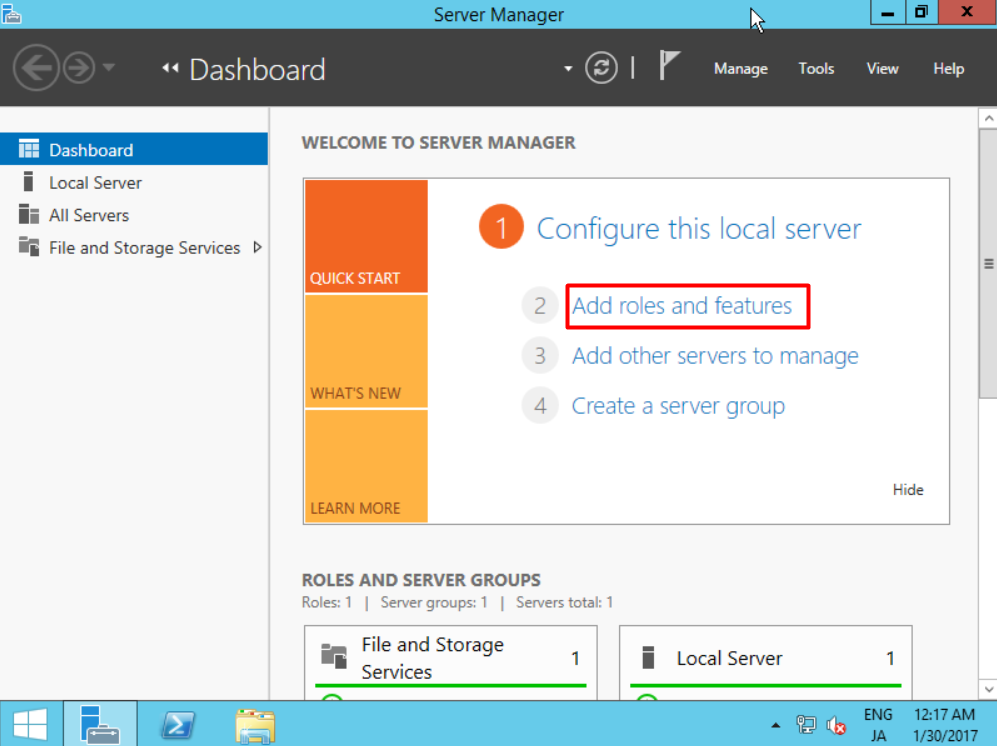 Server Manager
Dashboard
Manage Tools View Help
Dashboard
Local Server
All Servers
File and Storage Services
WELCOME TO SERVER MANAGER
QUICK START
WHAT'S NEW
LEARN MORE
1 Configure this local server
2 Add roles and features
3 Add other servers to manage
4 Create a server group
Hide
ROLES AND SERVER GROUPS
Roles: 1 | Server groups: 1 | Servers total: 1
File and Storage
Services 1
Local Server 1
ENG 12:17 AM
JA 1/30/2017